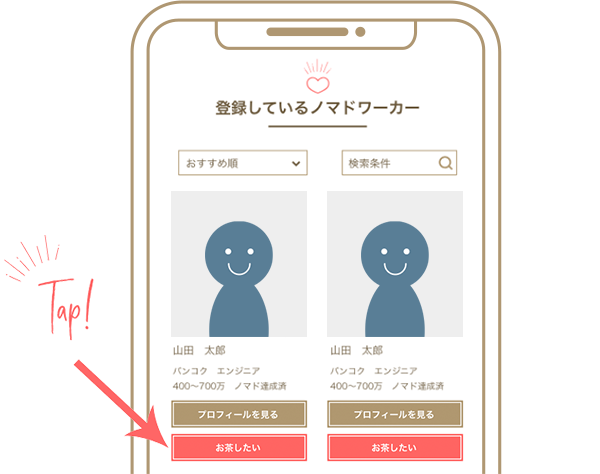 登録しているノマドワーカー
おすすめ順
検索条件
Tap!
山田　太郎
バンコク　エンジニア
400〜700万　ノマド達成済
プロフィールを見る
お茶したい
山田　太郎
バンコク　エンジニア
400〜700万　ノマド達成済
プロフィールを見る
お茶したい